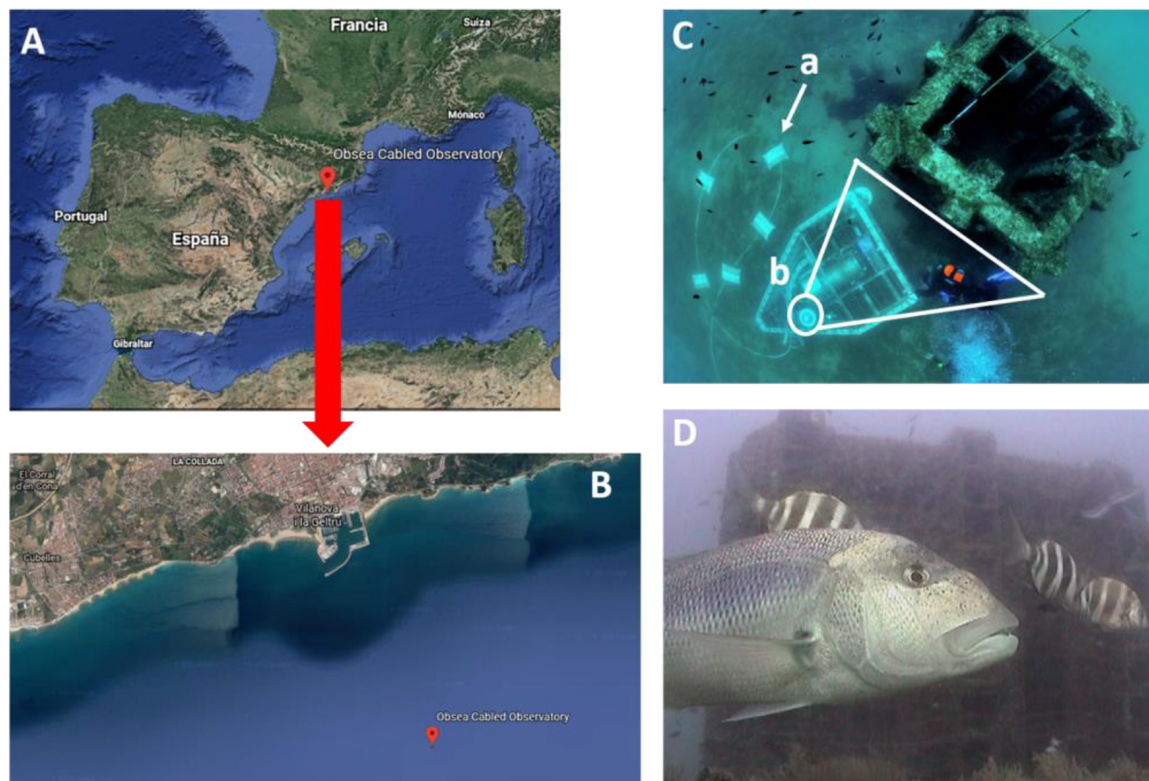 A
Francia
Suiza
Mónaco
Obsea Cabled Observatory
Portugal
España
Gibraltar
B
LA COLLADA
El Corral
d'en Cona
Vilanova
i la Geltrú
Cubelles
Obsea Cabled Observatory
C
a
b
D